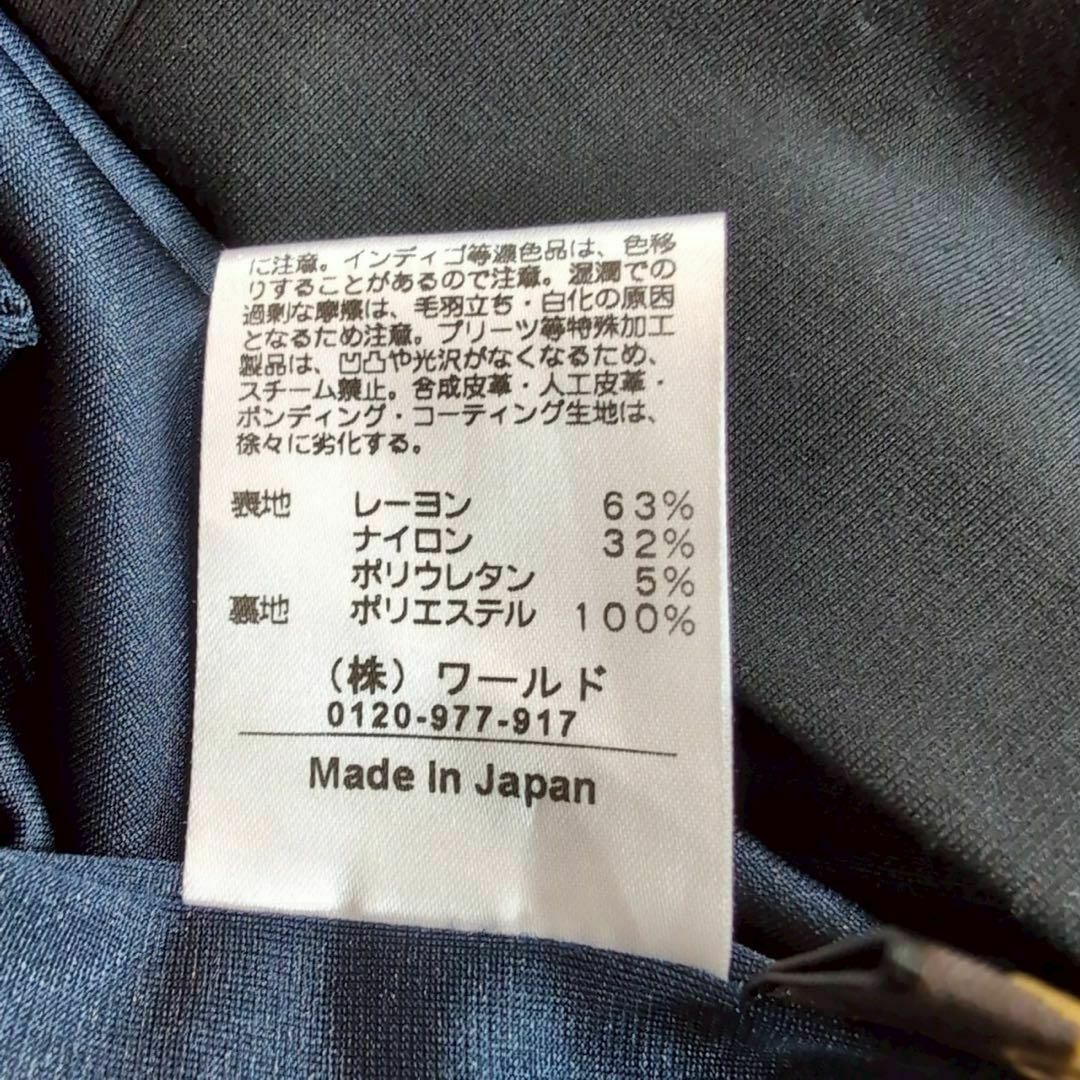 に注意。インディゴ等濃色品は、色移
りすることがあるので注意。湿潤での
過剰な摩擦は、毛羽立ち・白化の原因
となるため注意。プリーツ等特殊加工
製品は、凹凸や光沢がなくなるため、
スチーム禁止。合成皮革・人工皮革・
ボンディング・コーティング生地は、
徐々に劣化する。
表地 レーヨン 63%
ナイロン 32%
ポリウレタン 5%
裏地 ポリエステル 100%
(株) ワールド
0120-977-917
Made In Japan